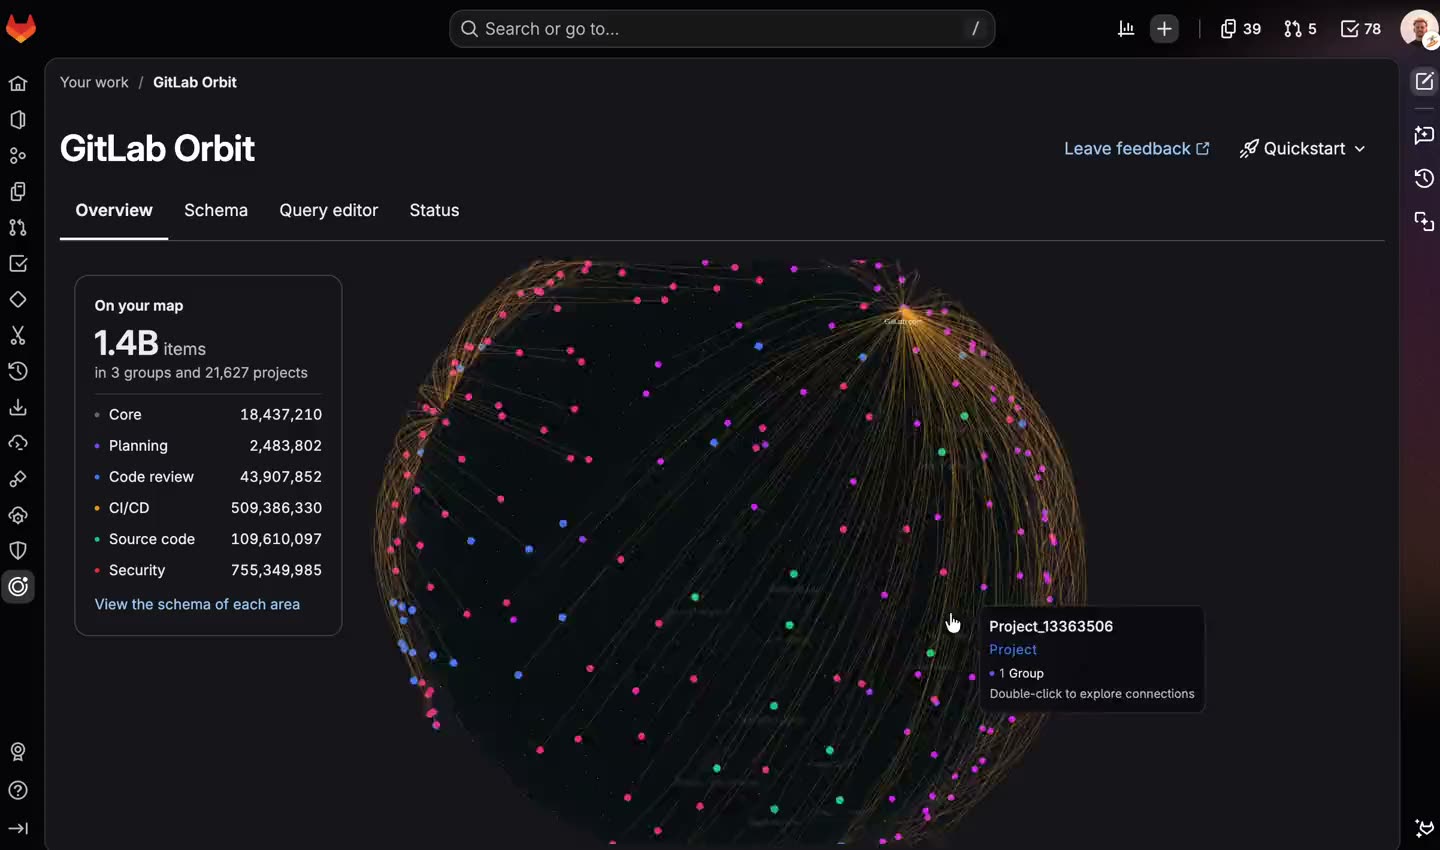 Search or go to...
/
39
5
78
Your work / GitLab Orbit
GitLab Orbit
Leave feedback
Quickstart
Overview
Schema
Query editor
Status
On your map
1.4B items
in 3 groups and 21,627 projects
Core 18,437,210
Planning 2,483,802
Code review 43,907,852
CI/CD 509,386,330
Source code 109,610,097
Security 755,349,985
View the schema of each area
Project_13363506
Project
1 Group
Double-click to explore connections